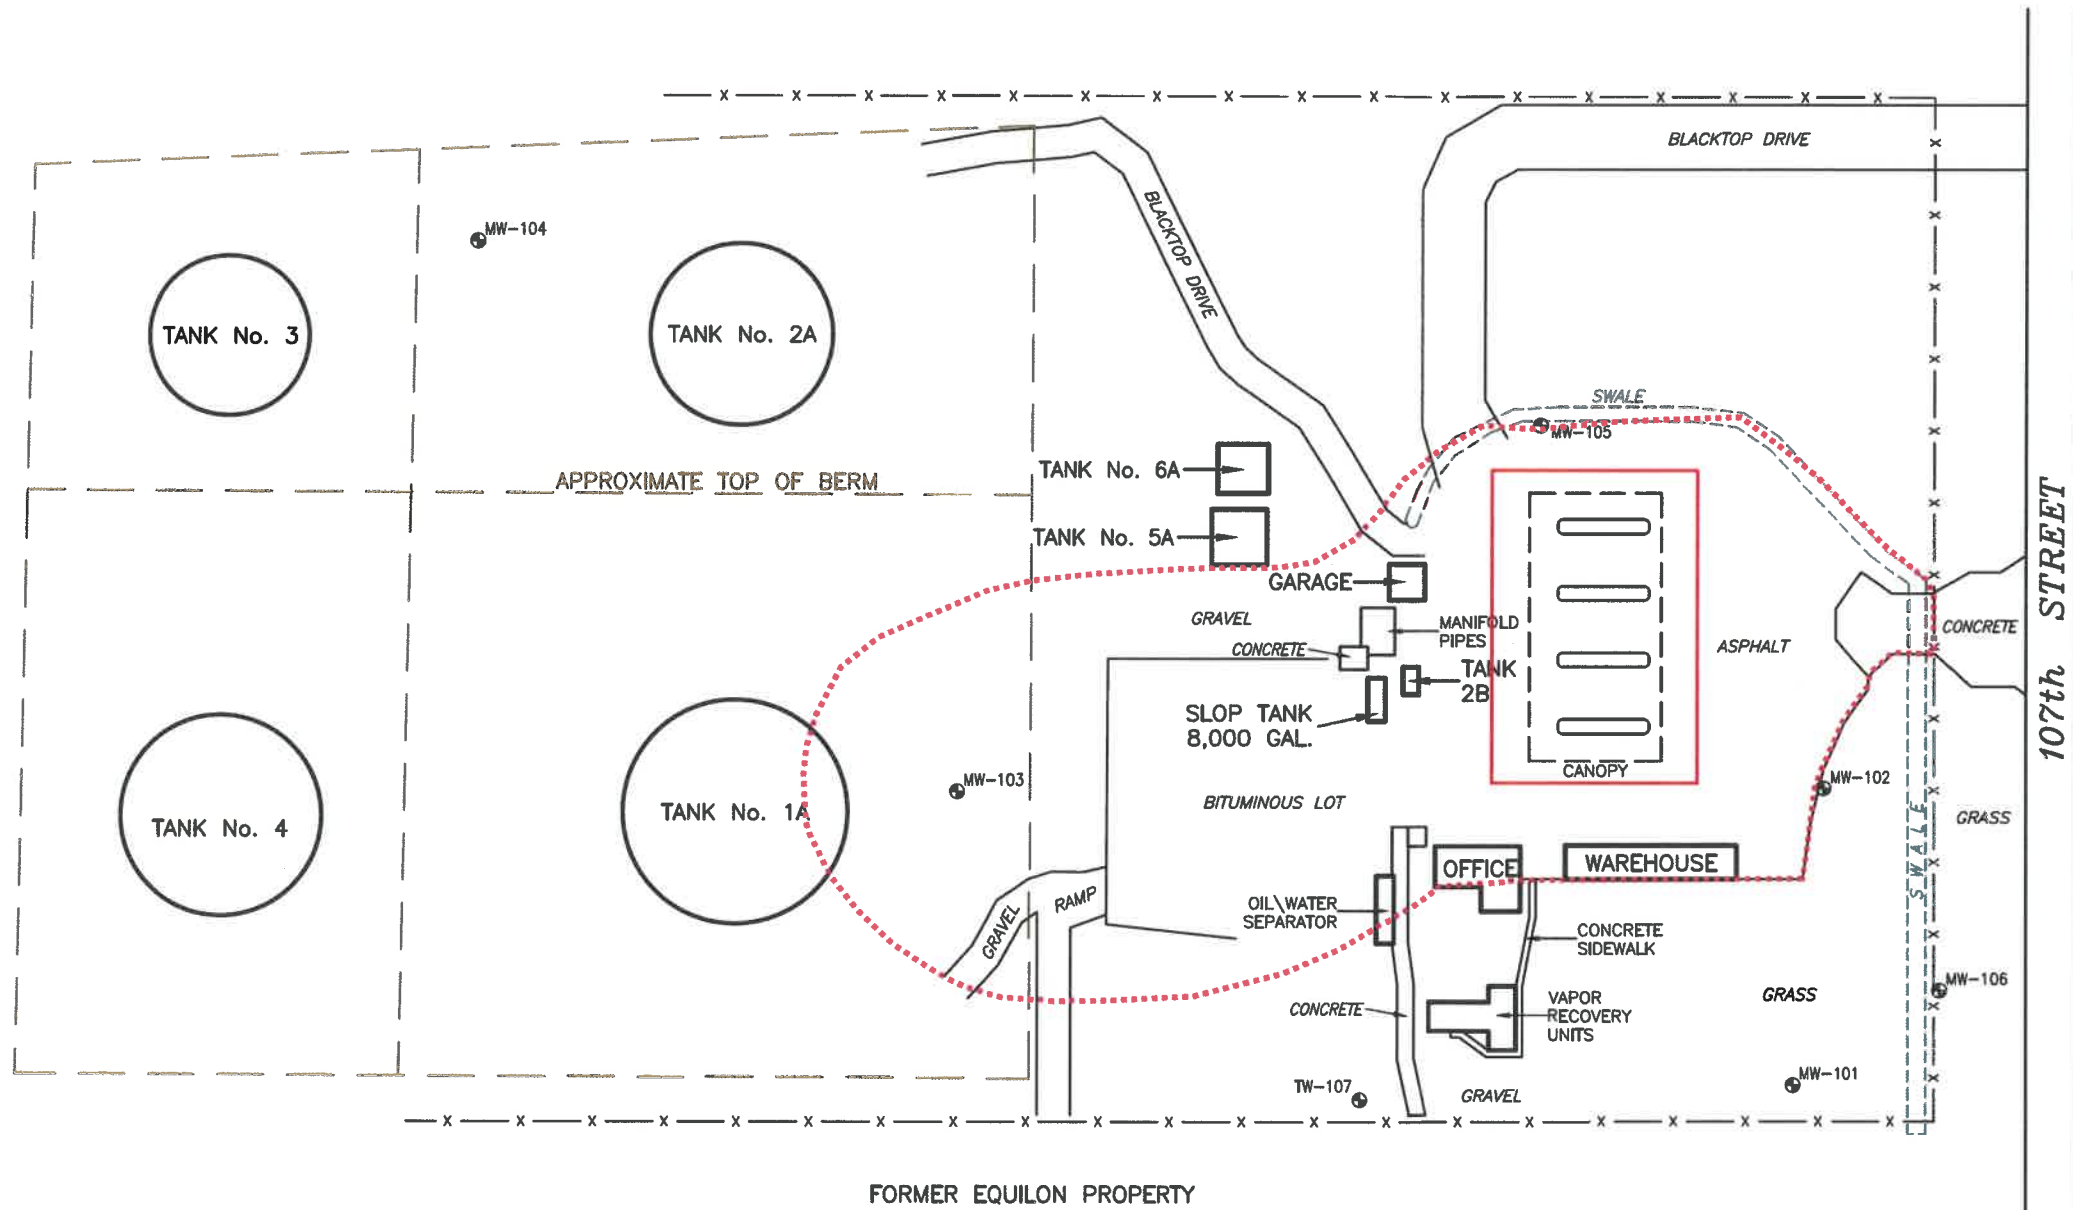 BLACKTOP DRIVE
BLACKTOP DRIVE
MW-104
TANK No. 3
TANK No. 2A
SWALE
MW-105
APPROXIMATE TOP OF BERM
TANK No. 6A
TANK No. 5A
GARAGE
GRAVEL
MANIFOLD
PIPES
CONCRETE
CONCRETE
ASPHALT
TANK
2B
SLOP TANK
8,000 GAL.
107th STREET
CANOPY
MW-103
MW-102
BITUMINOUS LOT
TANK No. 1A
TANK No. 4
GRASS
SWALE
OFFICE
WAREHOUSE
RAMP
GRAVEL
OIL\WATER
SEPARATOR
CONCRETE
SIDEWALK
MW-106
GRASS
VAPOR
RECOVERY
UNITS
CONCRETE
TW-107
GRAVEL
MW-101
FORMER EQUILON PROPERTY